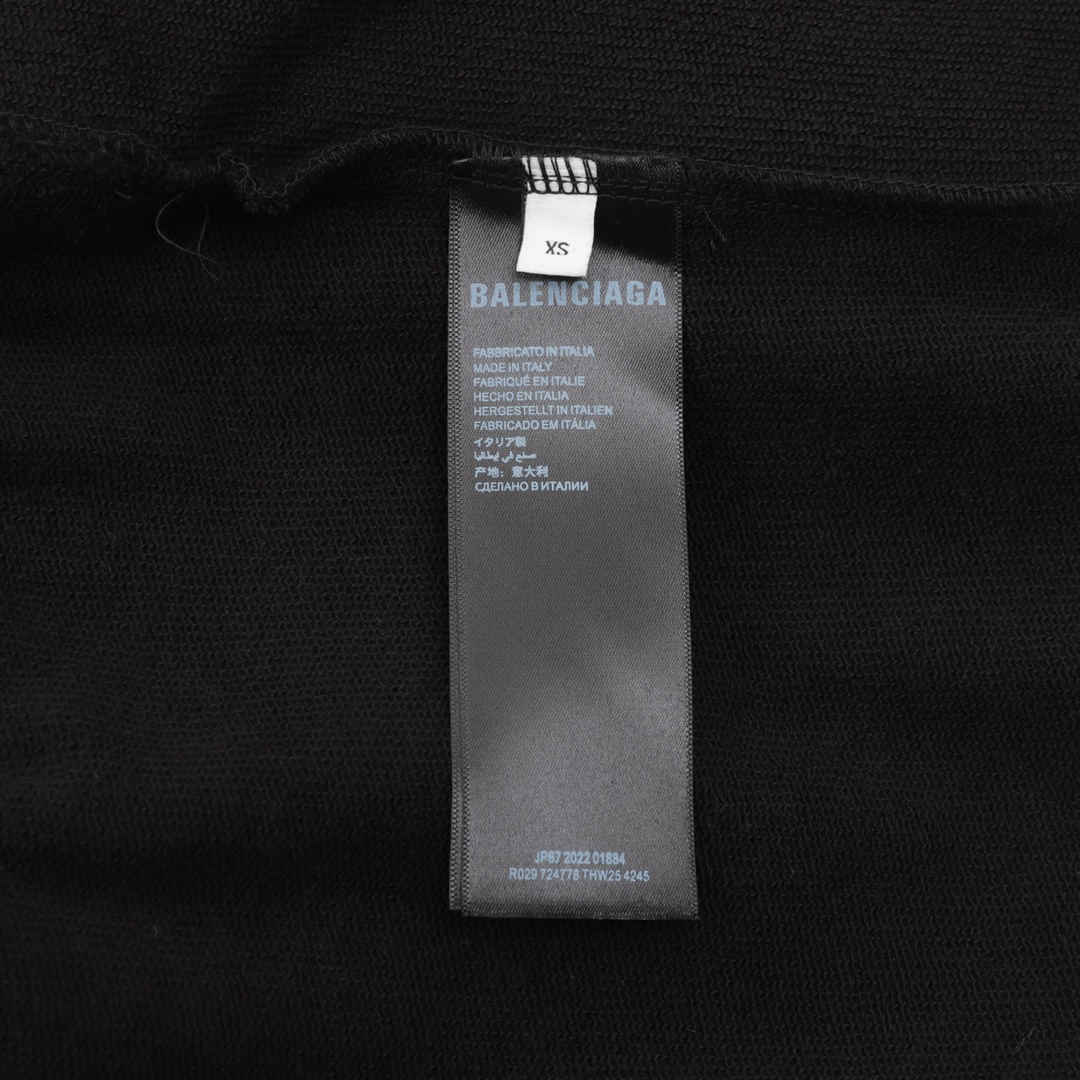 XS
BALENCIAGA
FABBRICATO IN ITALIA
MADE IN ITALY
FABRIQUÉ EN ITALIE
HECHO EN ITALIA
HERGESTELLT IN ITALIEN
FABRICADO EM ITÁLIA
イタリア製
صنع في إيطاليا
产地：意大利
СДЕЛАНО В ИТАЛИИ
JP67 2022 01884
R029 724778 THW25 4245